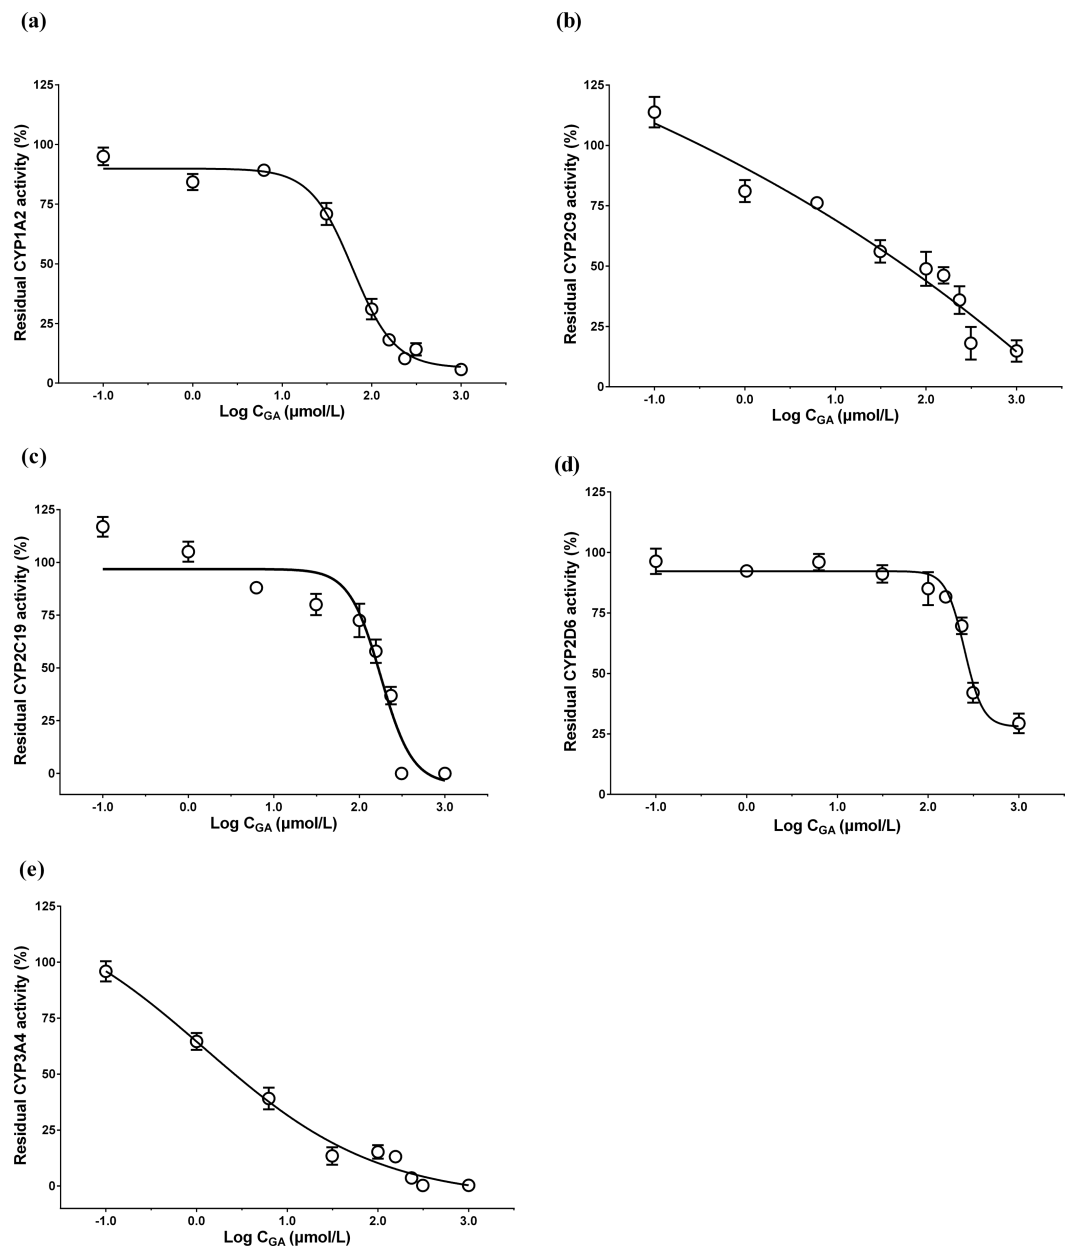 (a)
125
100
75
50
25
0
Residual CYP1A2 activity (%)
-1.0 0.0 1.0 2.0 3.0
Log C_GA (µmol/L)
(b)
125
100
75
50
25
0
Residual CYP2C9 activity (%)
-1.0 0.0 1.0 2.0 3.0
Log C_GA (µmol/L)
(c)
125
100
75
50
25
0
Residual CYP2C19 activity (%)
-1.0 0.0 1.0 2.0 3.0
Log C_GA (µmol/L)
(d)
125
100
75
50
25
0
Residual CYP2D6 activity (%)
-1.0 0.0 1.0 2.0 3.0
Log C_GA (µmol/L)
(e)
125
100
75
50
25
0
Residual CYP3A4 activity (%)
-1.0 0.0 1.0 2.0 3.0
Log C_GA (µmol/L)